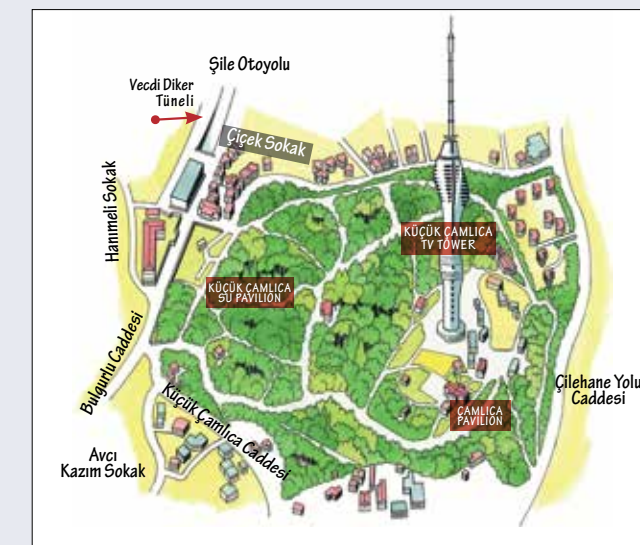 Şile Otoyolu
Vecdi Diker
Tüneli
Çiçek Sokak
Hanımeli Sokak
KÜÇÜK ÇAMLICA
TV TOWER
KÜÇÜK ÇAMLICA
SU PAVILION
Bulgurlu Caddesi
Küçük Çamlıca Caddesi
Çilehane Yolu
Caddesi
ÇAMLICA
PAVILION
Avcı
Kazım Sokak